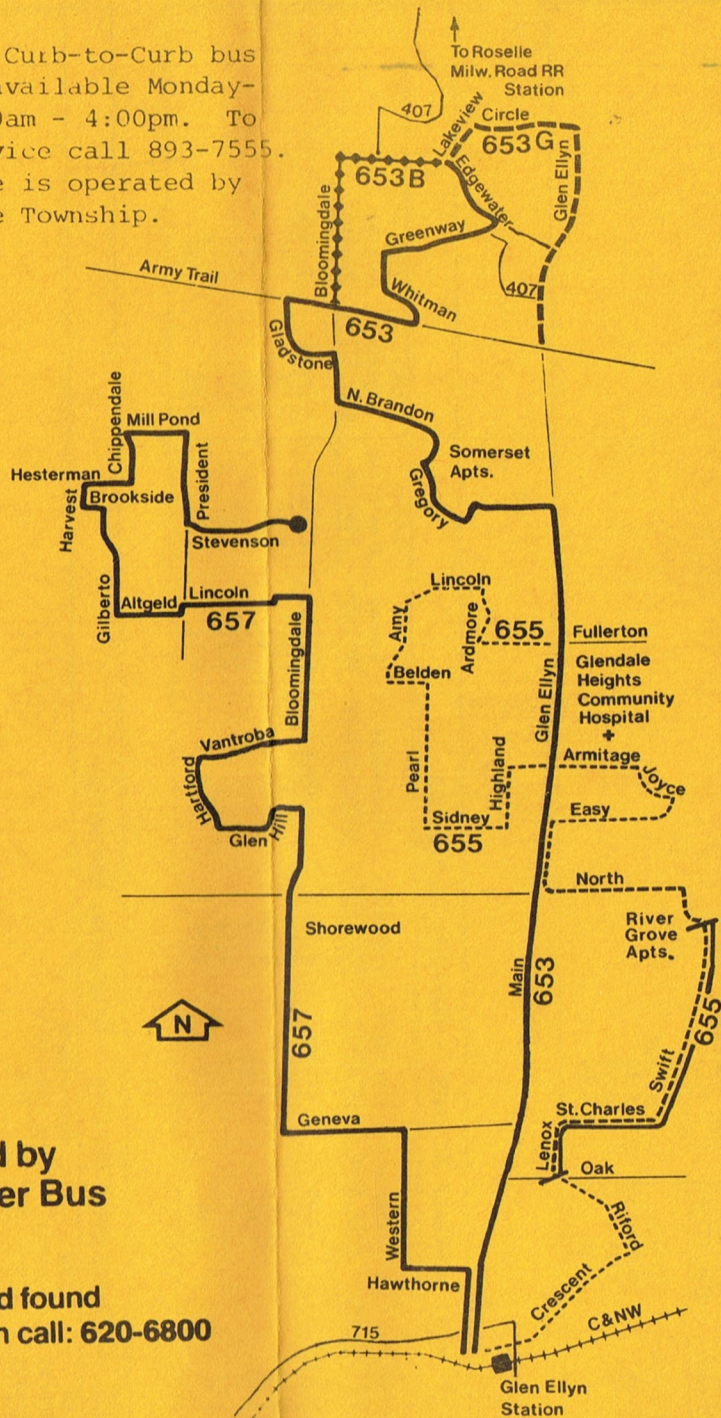 Curb-to-Curb bus
available Monday-
0am - 4:00pm. To
vice call 893-7555.
e is operated by
e Township.
To Roselle
Milw. Road RR
Station
407
Lakeview
Circle
653G
653B
Edgewater
Glen Ellyn
Bloomingdale
Greenway
Army Trail
407
Whitman
653
Gladstone
N. Brandon
Chippendale
Mill Pond
Somerset
Apts.
President
Hesterman
Harvest
Brookside
Gregory
Stevenson
Lincoln
Gilberto
Altgeld
Lincoln
657
Amy
Ardmore
655
Fullerton
Bloomingdale
Belden
Glen Ellyn
Glendale
Heights
Community
Hospital
Vantroba
Armitage
Joyce
Hartford
Pearl
Highland
Easy
Glen Hill
Sidney
655
North
Shorewood
River
Grove
Apts.
Main
653
N
657
655
Swift
Geneva
St. Charles
Lenox
d by
er Bus
Oak
Western
Riford
Hawthorne
Crescent
d found
n call: 620-6800
715
C&NW
Glen Ellyn
Station